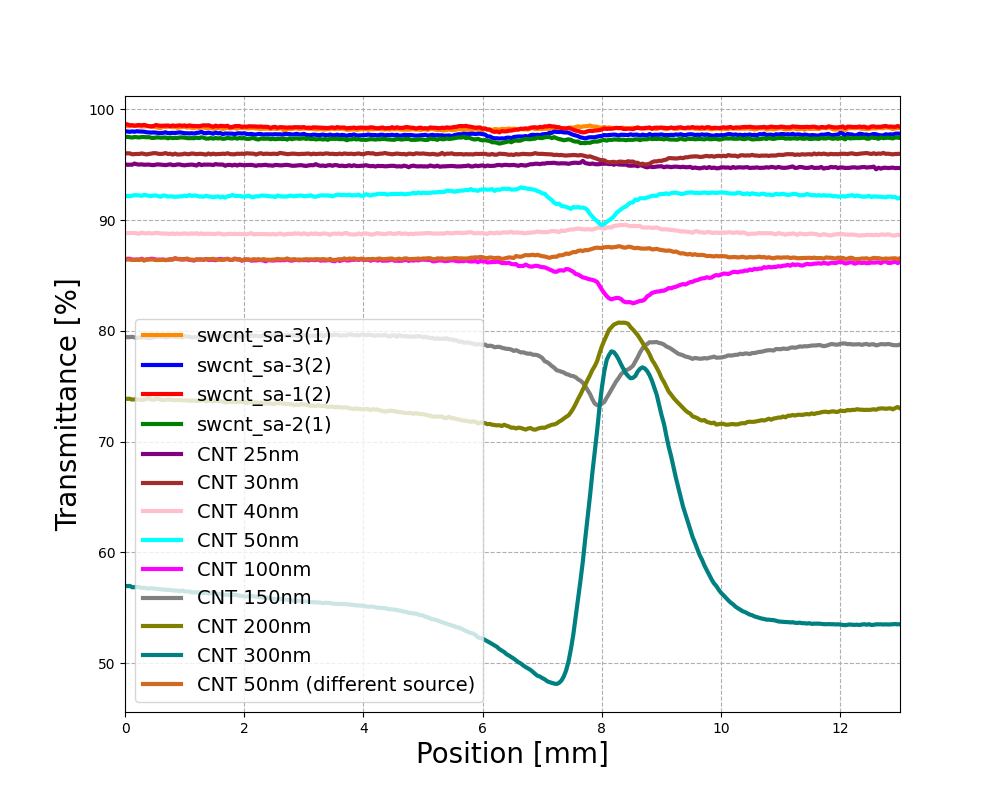 100
90
80
70
60
50
Transmittance [%]
swcnt_sa-3(1)
swcnt_sa-3(2)
swcnt_sa-1(2)
swcnt_sa-2(1)
CNT 25nm
CNT 30nm
CNT 40nm
CNT 50nm
CNT 100nm
CNT 150nm
CNT 200nm
CNT 300nm
CNT 50nm (different source)
0 2 4 6 8 10 12
Position [mm]